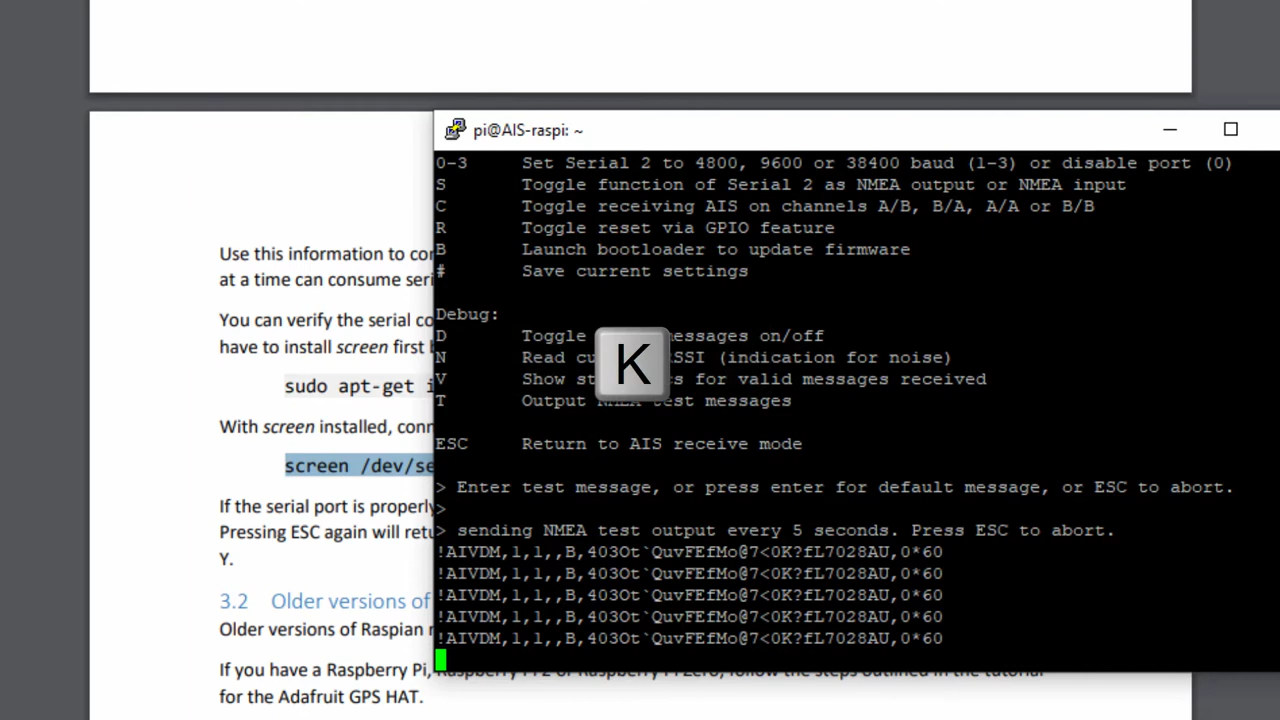 pi@AIS-raspi: ~
0-3 Set Serial 2 to 4800, 9600 or 38400 baud (1-3) or disable port (0)
S Toggle function of Serial 2 as NMEA output or NMEA input
C Toggle receiving AIS on channels A/B, B/A, A/A or B/B
R Toggle reset via GPIO feature
B Launch bootloader to update firmware
# Save current settings
Debug:
D Toggle messages on/off
N Read RSSI (indication for noise)
V Show for valid messages received
T Output NMEA test messages
ESC Return to AIS receive mode
> Enter test message, or press enter for default message, or ESC to abort.
>
> sending NMEA test output every 5 seconds. Press ESC to abort.
!AIVDM,1,1,,B,403Ot`QuvFEfMo@7<0K?fL7028AU,0*60
!AIVDM,1,1,,B,403Ot`QuvFEfMo@7<0K?fL7028AU,0*60
!AIVDM,1,1,,B,403Ot`QuvFEfMo@7<0K?fL7028AU,0*60
!AIVDM,1,1,,B,403Ot`QuvFEfMo@7<0K?fL7028AU,0*60
!AIVDM,1,1,,B,403Ot`QuvFEfMo@7<0K?fL7028AU,0*60
K
Use this information to
at a time can consume
You can verify the serial
have to install screen first
sudo apt-get
With screen installed,
screen
If the serial port is
Pressing ESC again will
Y.
3.2 Older versions of
Older versions of Raspian
If you have a Raspberry Pi, Raspberry Pi 2 or Raspberry Pi Zero, follow the steps outlined in the tutorial
for the Adafruit GPS HAT.